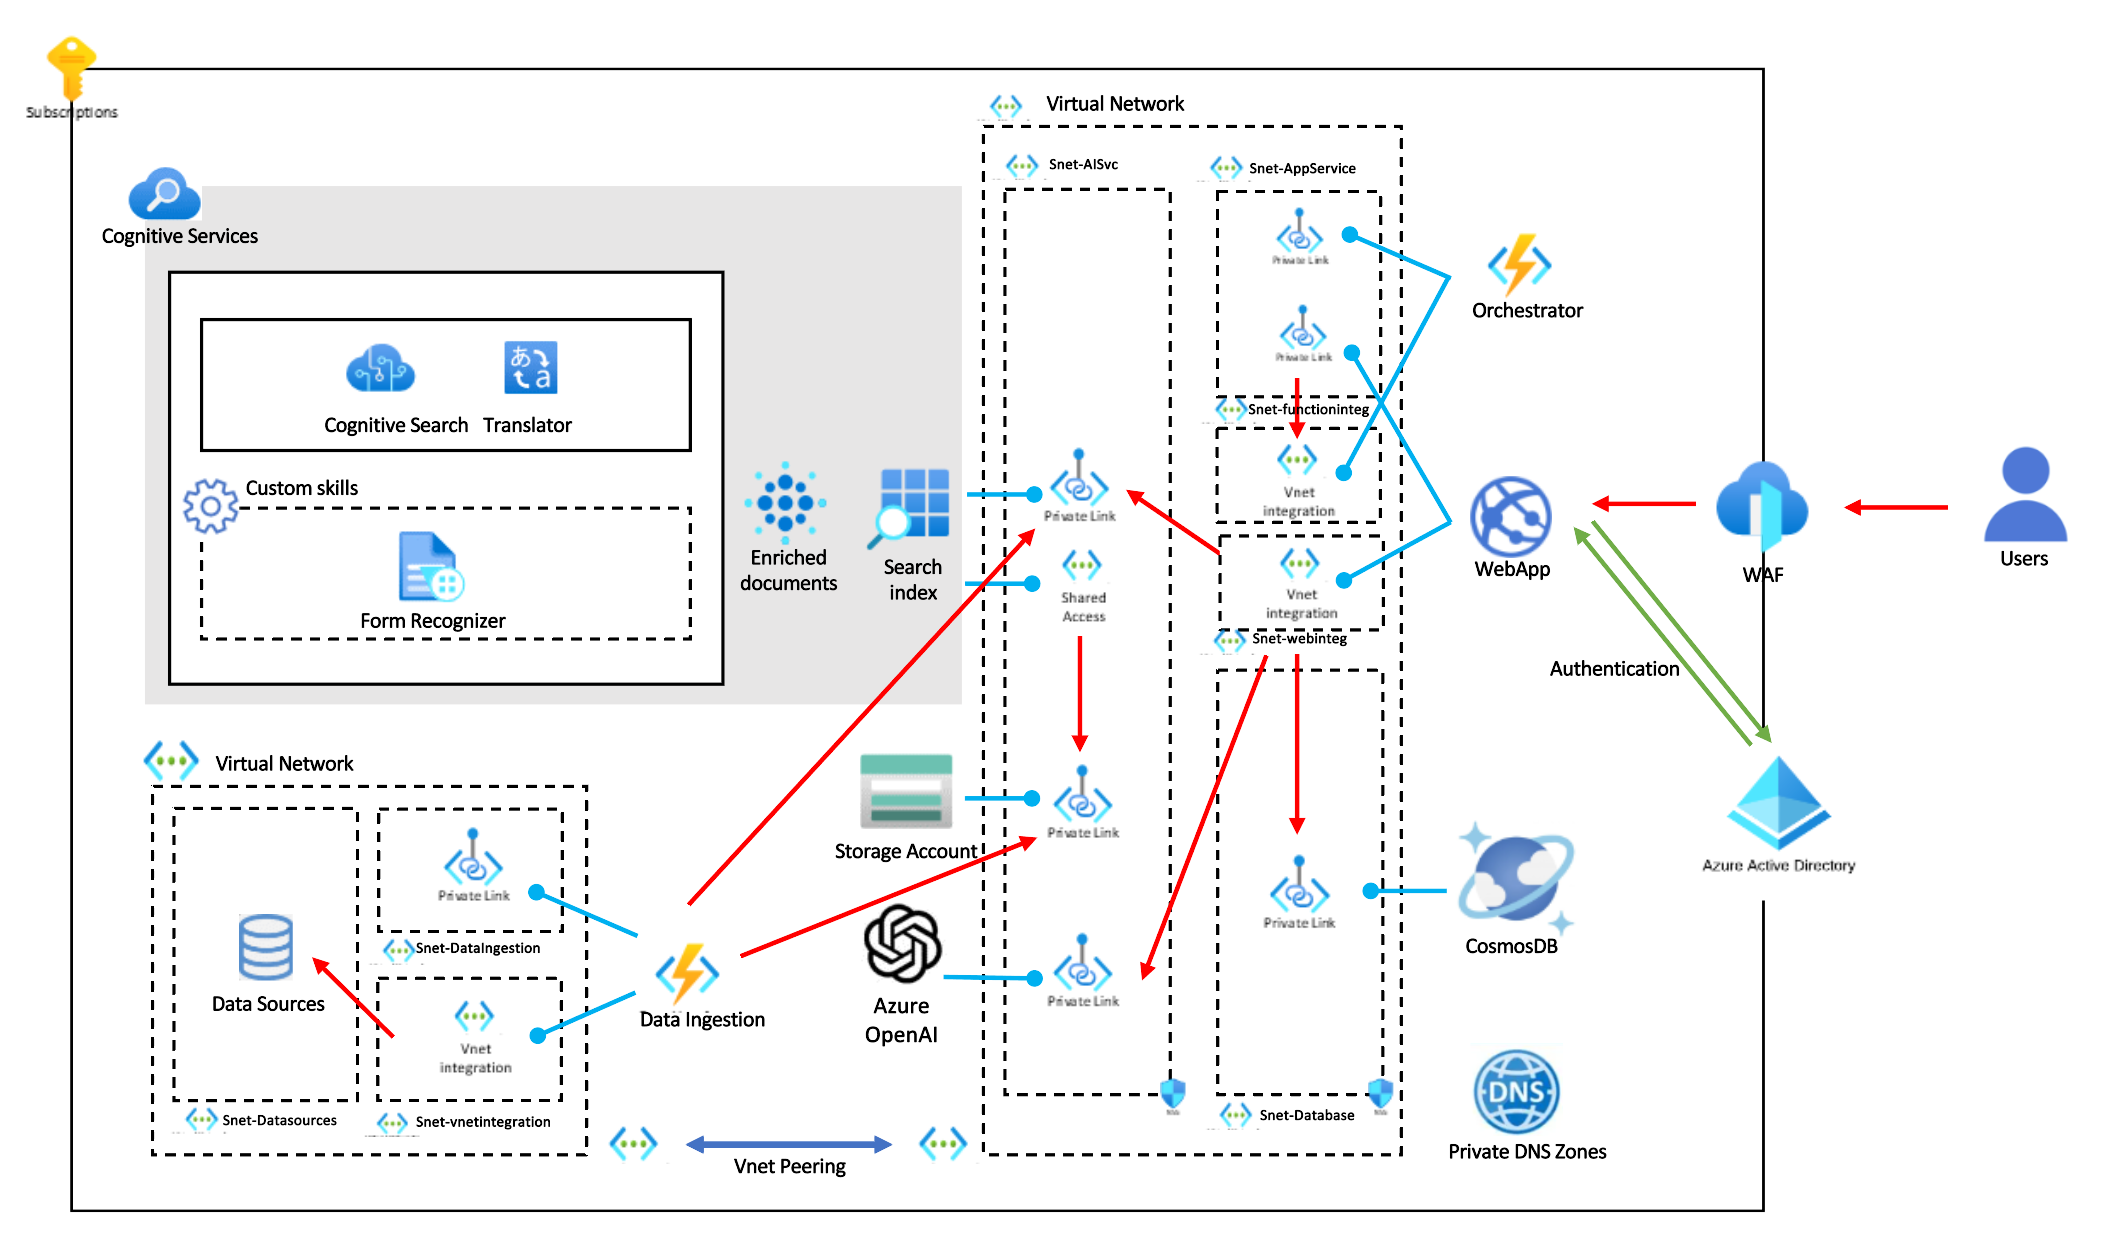 Subscriptions
Virtual Network
Snet-AISvc
Snet-AppService
Cognitive Services
Private Link
Orchestrator
Private Link
Snet-functioninteg
Cognitive Search
Translator
Custom skills
Vnet
integration
Private Link
Enriched
documents
Search
index
WebApp
WAF
Users
Shared
Access
Vnet
integration
Form Recognizer
Snet-webinteg
Authentication
Virtual Network
Private Link
Storage Account
Azure Active Directory
Private Link
Private Link
CosmosDB
Snet-DataIngestion
Data Sources
Private Link
Azure
OpenAI
Data Ingestion
Vnet
integration
DNS
Snet-Datasources
Snet-vnetintegration
Snet-Database
Private DNS Zones
Vnet Peering